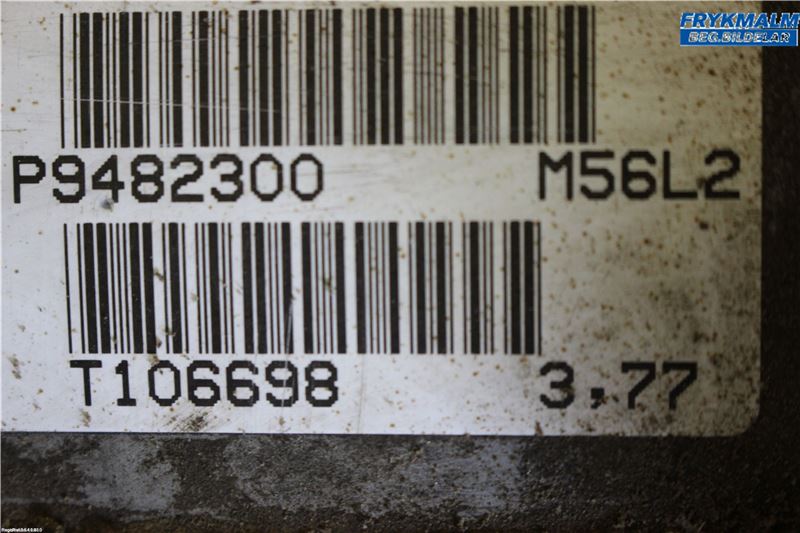 FRYKMALM
BEG.BILDELAR
P9482300 M56L2
T106698 3,77